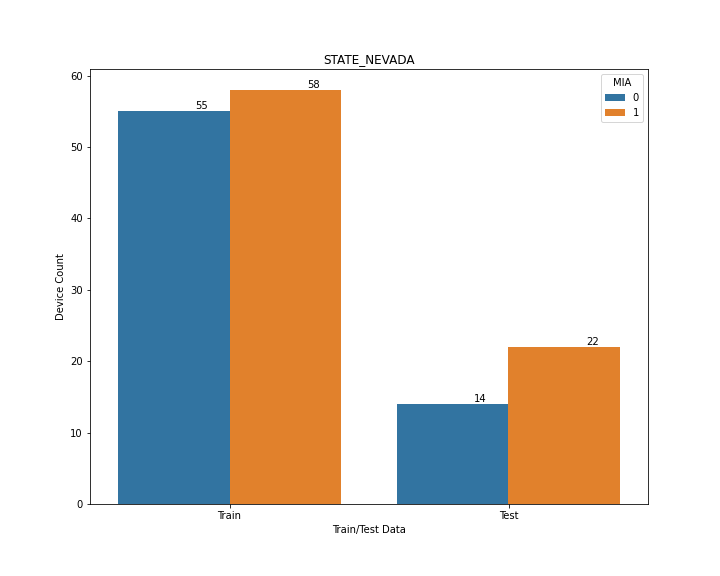 STATE_NEVADA
MIA
0
1
60
50
40
30
20
10
0
Device Count
55
58
14
22
Train
Test
Train/Test Data